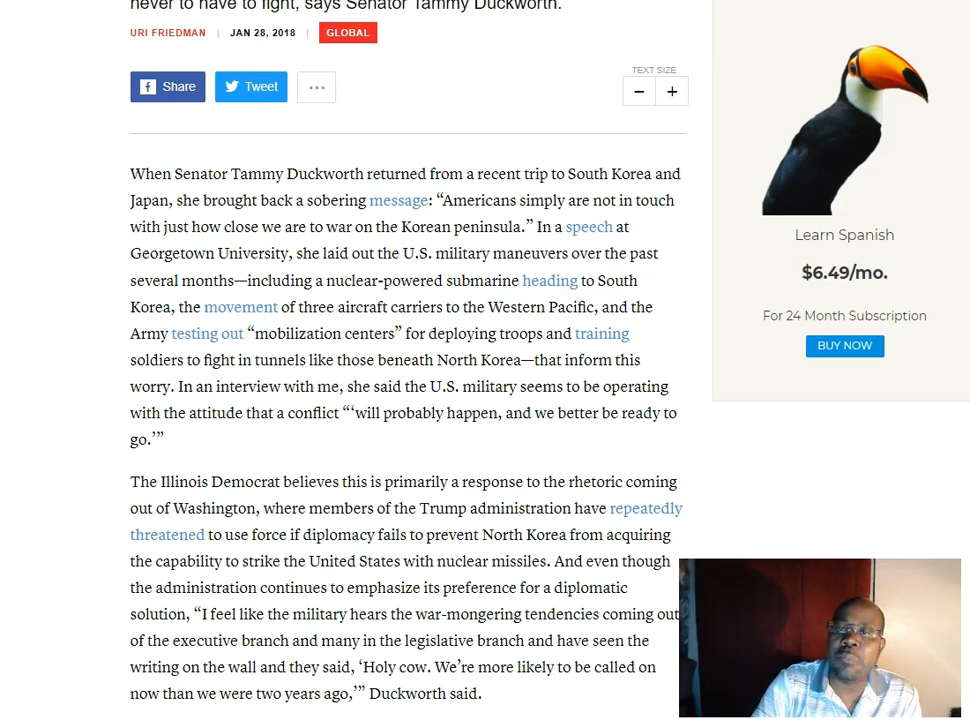 never to have to fight, says Senator Tammy Duckworth.
URI FRIEDMAN | JAN 28, 2018 | GLOBAL
Share Tweet ...
TEXT SIZE
− +
When Senator Tammy Duckworth returned from a recent trip to South Korea and
Japan, she brought back a sobering message: “Americans simply are not in touch
with just how close we are to war on the Korean peninsula.” In a speech at
Georgetown University, she laid out the U.S. military maneuvers over the past
several months—including a nuclear-powered submarine heading to South
Korea, the movement of three aircraft carriers to the Western Pacific, and the
Army testing out “mobilization centers” for deploying troops and training
soldiers to fight in tunnels like those beneath North Korea—that inform this
worry. In an interview with me, she said the U.S. military seems to be operating
with the attitude that a conflict “‘will probably happen, and we better be ready to
go.’”
The Illinois Democrat believes this is primarily a response to the rhetoric coming
out of Washington, where members of the Trump administration have repeatedly
threatened to use force if diplomacy fails to prevent North Korea from acquiring
the capability to strike the United States with nuclear missiles. And even though
the administration continues to emphasize its preference for a diplomatic
solution, “I feel like the military hears the war-mongering tendencies coming out
of the executive branch and many in the legislative branch and have seen the
writing on the wall and they said, ‘Holy cow. We’re more likely to be called on
now than we were two years ago,’” Duckworth said.
Learn Spanish
$6.49/mo.
For 24 Month Subscription
BUY NOW